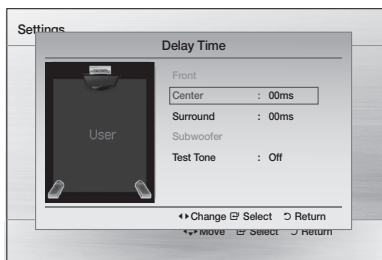 Settings
Delay Time
Front
Center : 00ms
Surround : 00ms
User
Subwoofer
Test Tone : Off
Change Select Return
Move Select Return